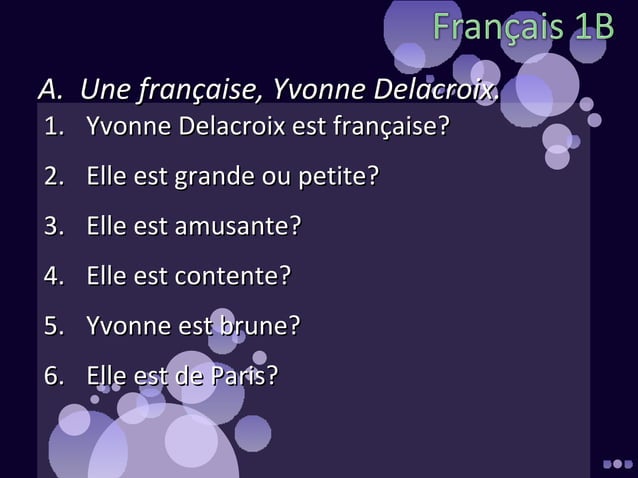 Français 1B
A. Une française, Yvonne Delacroix.
1. Yvonne Delacroix est française?
2. Elle est grande ou petite?
3. Elle est amusante?
4. Elle est contente?
5. Yvonne est brune?
6. Elle est de Paris?